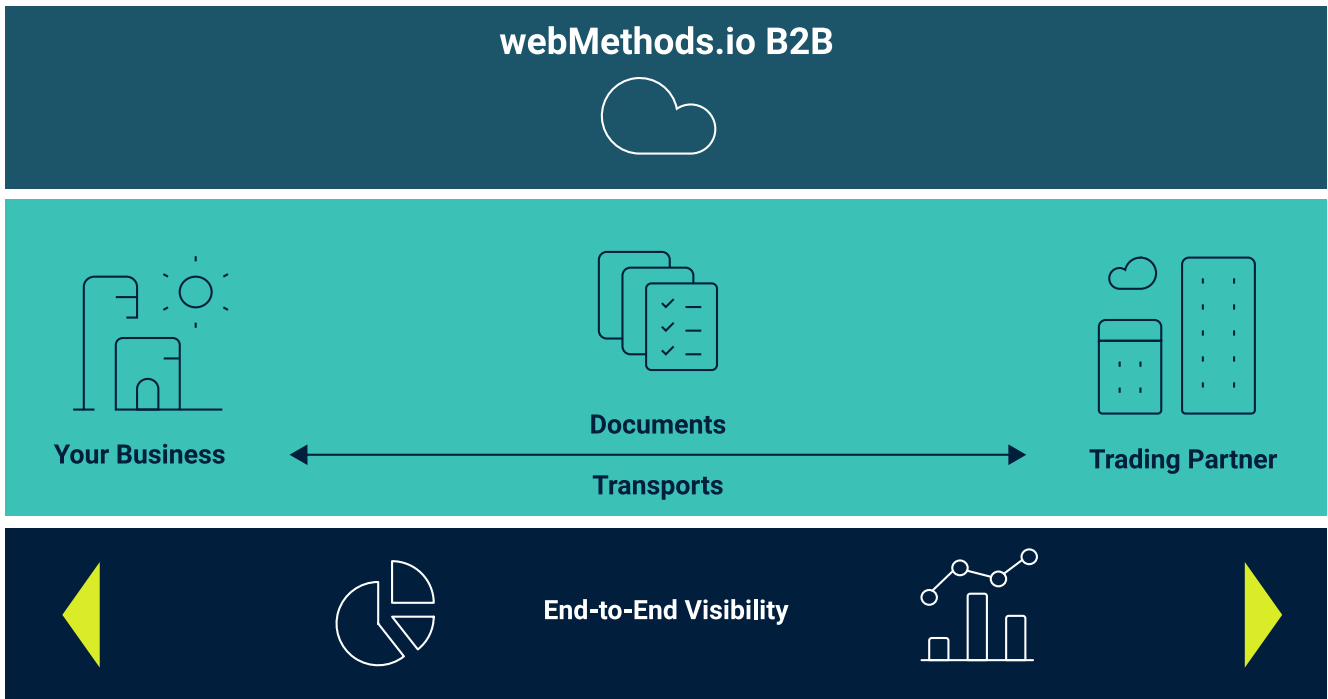 webMethods.io B2B
Documents
Your Business
Trading Partner
Transports
End-to-End Visibility